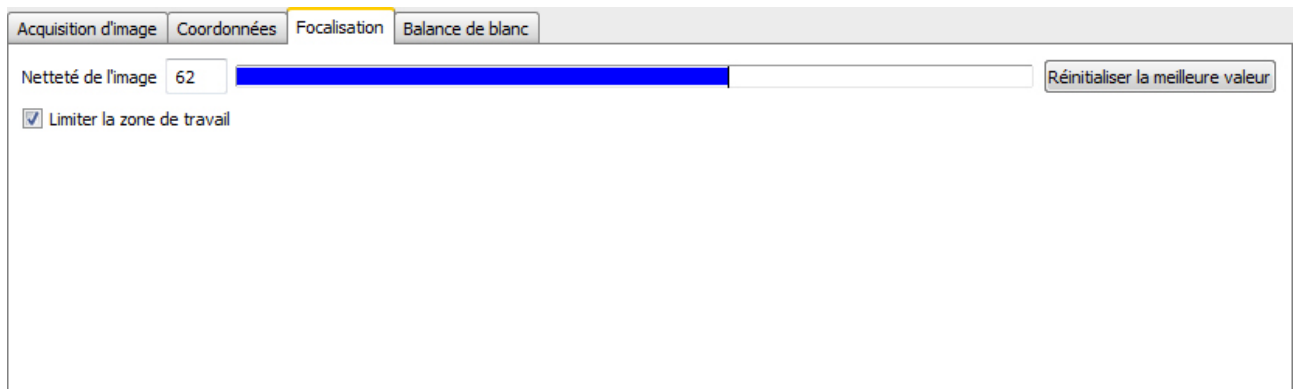 Acquisition d'image Coordonnées Focalisation Balance de blanc
Netteté de l'image 62 Réinitialiser la meilleure valeur
Limiter la zone de travail